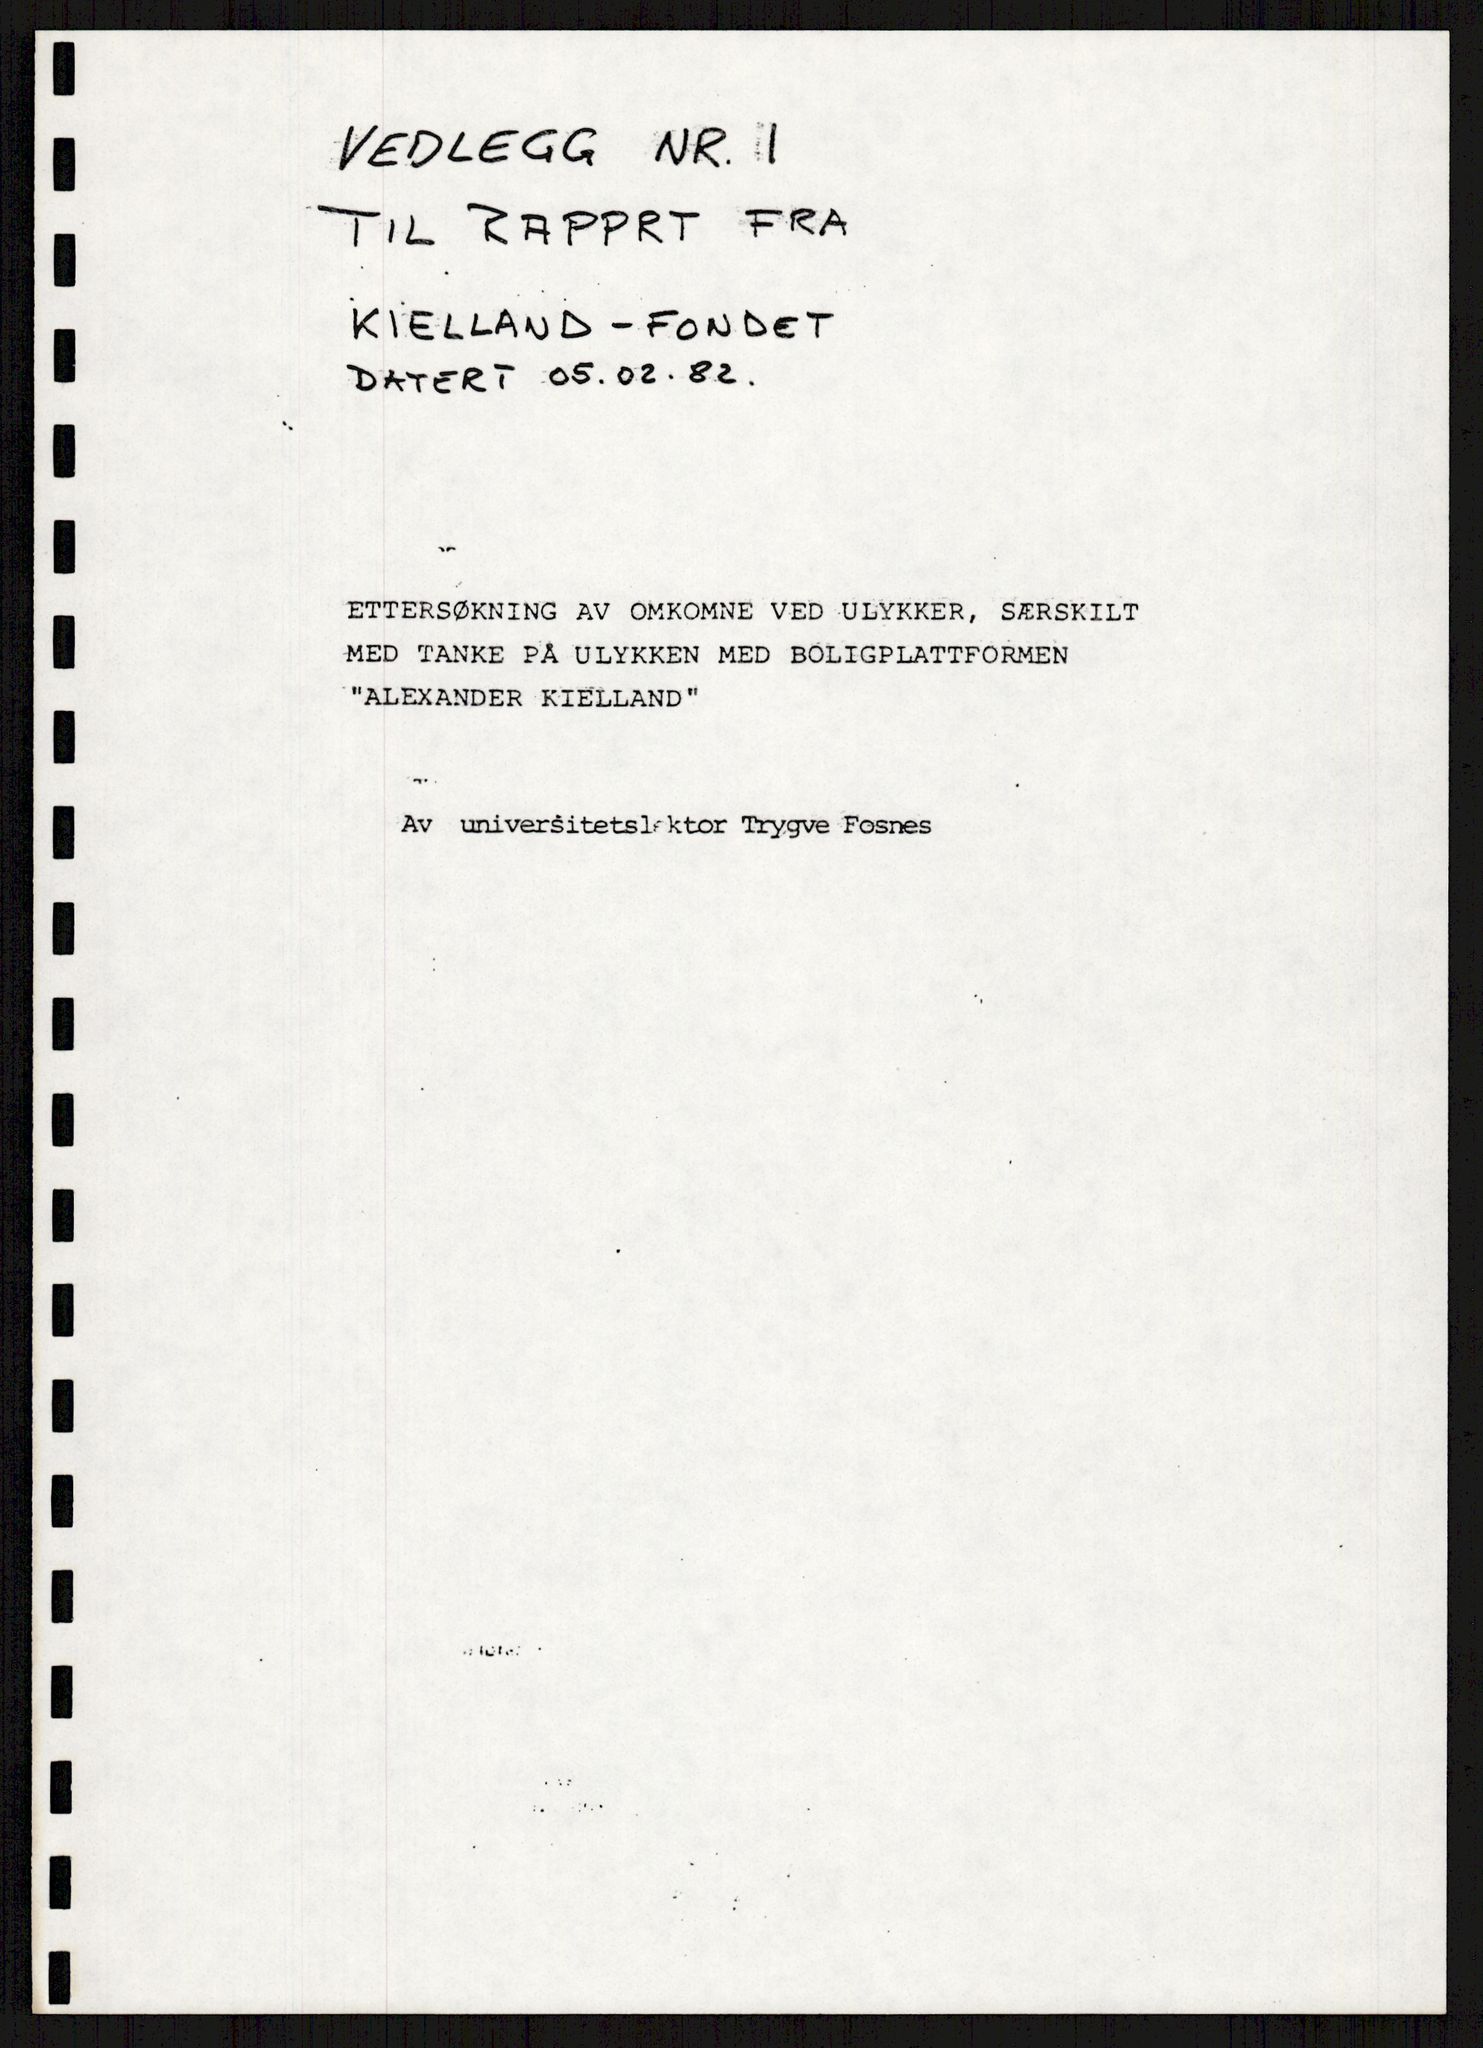 VEDLEGG NR. 1
TIL RAPPRT FRA
KIELLAND - FONDET
DATERT 05.02.82.
ETTERSØKNING AV OMKOMNE VED ULYKKER, SÆRSKILT
MED TANKE PÅ ULYKKEN MED BOLIGPLATTFORMEN
"ALEXANDER KIELLAND"
Av universitetslektor Trygve Fosnes